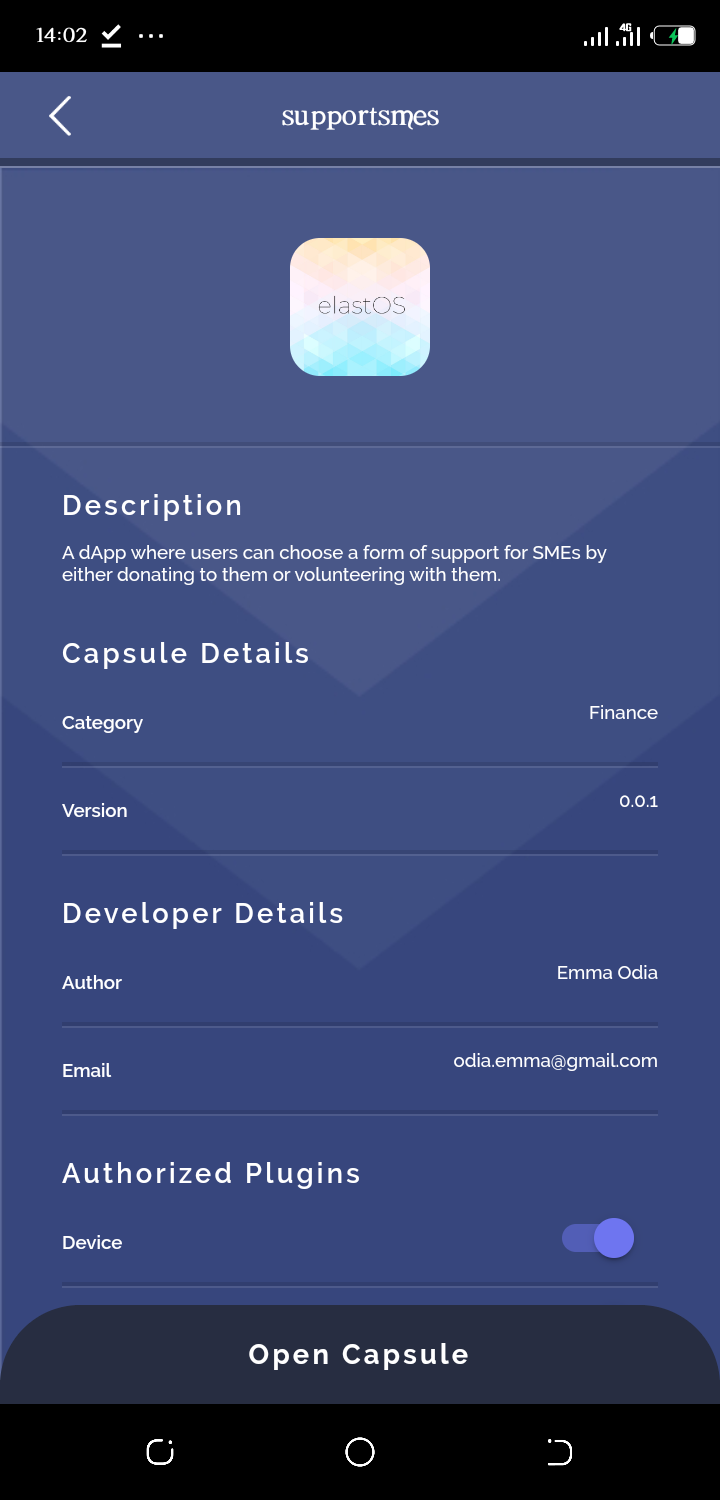 14:02
4G
supportsmes
elastOS
Description
A dApp where users can choose a form of support for SMEs by
either donating to them or volunteering with them.
Capsule Details
Category
Finance
Version
0.0.1
Developer Details
Author
Emma Odia
Email
odia.emma@gmail.com
Authorized Plugins
Device
Open Capsule